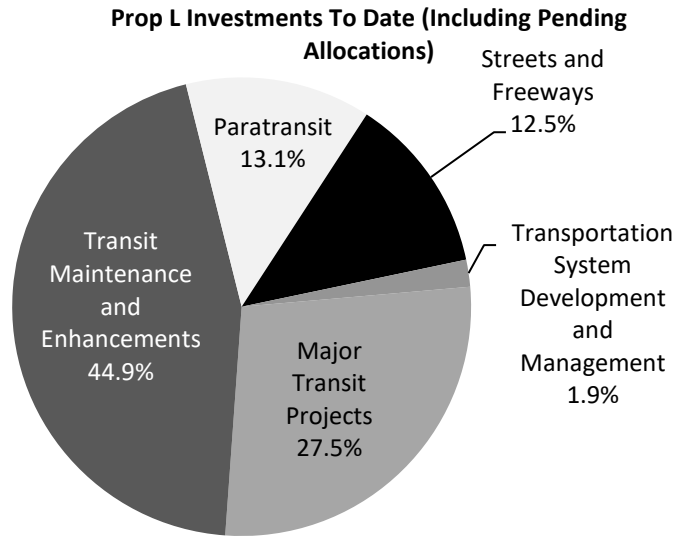 Prop L Investments To Date (Including Pending
Allocations)
Streets and
Freeways
12.5%
Paratransit
13.1%
Transportation
System
Development
and
Management
1.9%
Transit
Maintenance
and
Enhancements
44.9%
Major
Transit
Projects
27.5%